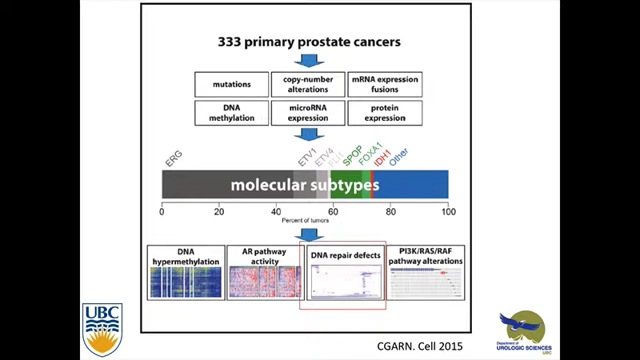 333 primary prostate cancers
mutations
copy-number
alterations
mRNA expression
fusions
DNA
methylation
microRNA
expression
protein
expression
ERG
ETV1
ETV4
FLI1
SPOP
FOXA1
IDH1
Other
molecular subtypes
0 20 40 60 80 100
Percent of tumors
DNA
hypermethylation
AR pathway
activity
DNA repair defects
PI3K/RAS/RAF
pathway alterations
UBC
CGARN. Cell 2015
Department of
UROLOGIC SCIENCES
UBC